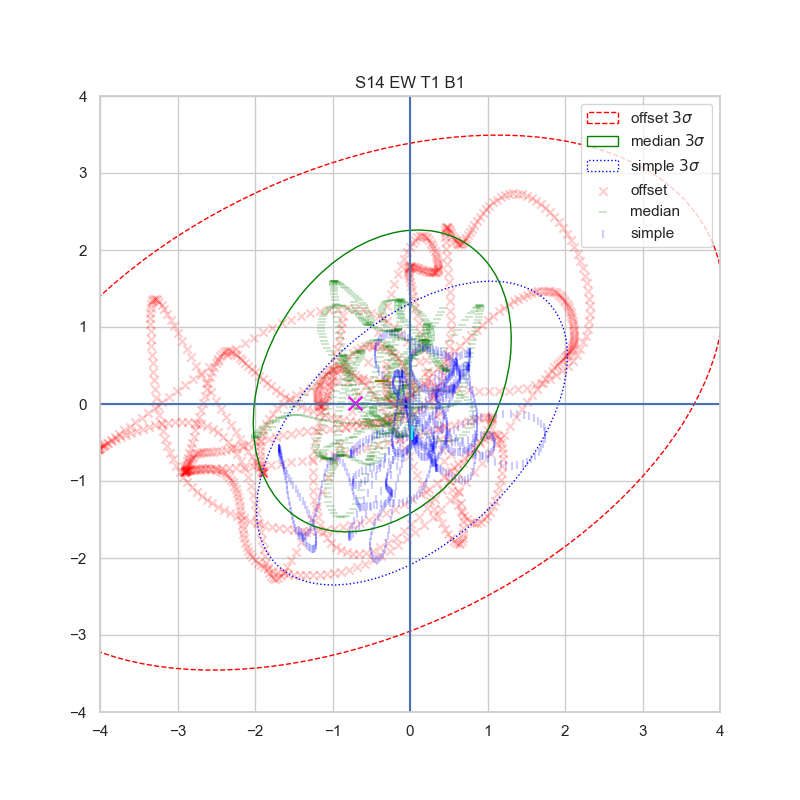 S14 EW T1 B1
offset 3σ
median 3σ
simple 3σ
offset
median
simple
4
3
2
1
0
−1
−2
−3
−4
−4 −3 −2 −1 0 1 2 3 4